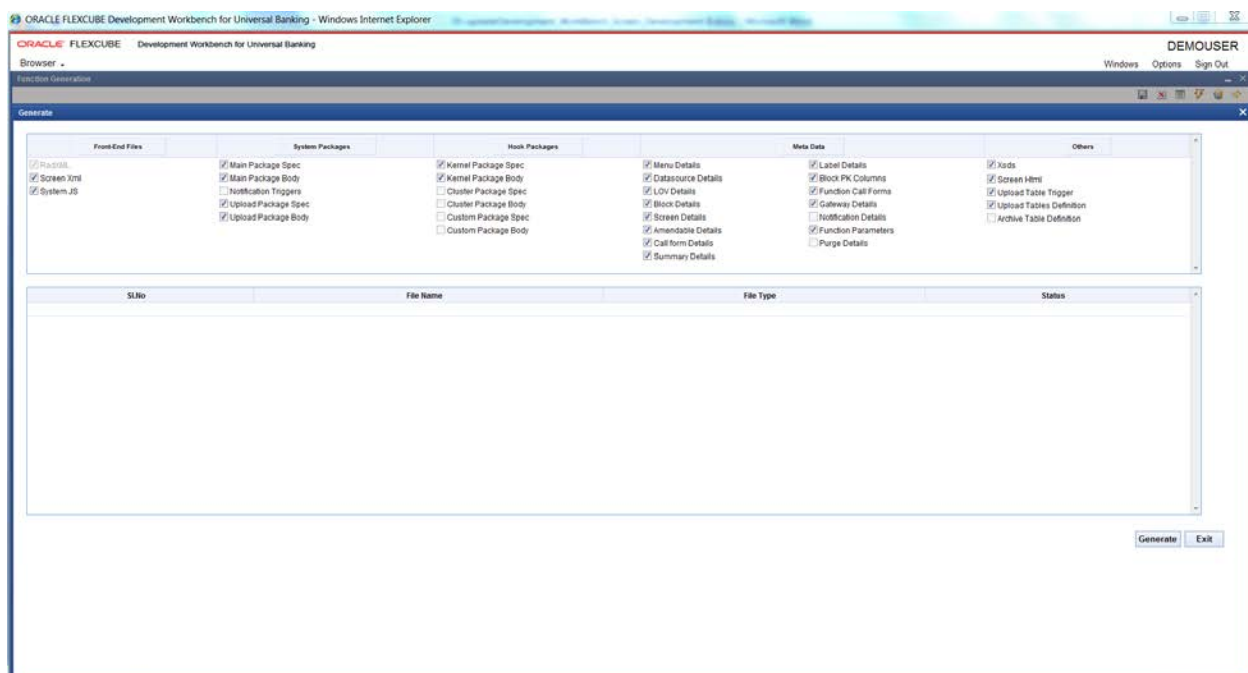 ORACLE FLEXCUBE Development Workbench for Universal Banking - Windows Internet Explorer
ORACLE FLEXCUBE Development Workbench for Universal Banking
DEMOUSER
Browser
Windows Options Sign Out
Function Generation
Generate
Front-End Files System Packages Hook Packages Meta Data Others
RadXML Main Package Spec Kernel Package Spec Menu Details Label Details Xsds
Screen Xml Main Package Body Kernel Package Body Datasource Details Block PK Columns Screen Html
System JS Notification Triggers Cluster Package Spec LOV Details Function Call Forms Upload Table Trigger
Upload Package Spec Cluster Package Body Block Details Gateway Details Upload Tables Definition
Upload Package Body Custom Package Spec Screen Details Notification Details Archive Table Definition
Custom Package Body Amendable Details Function Parameters
Call form Details Purge Details
Summary Details
Sl.No File Name File Type Status
Generate Exit